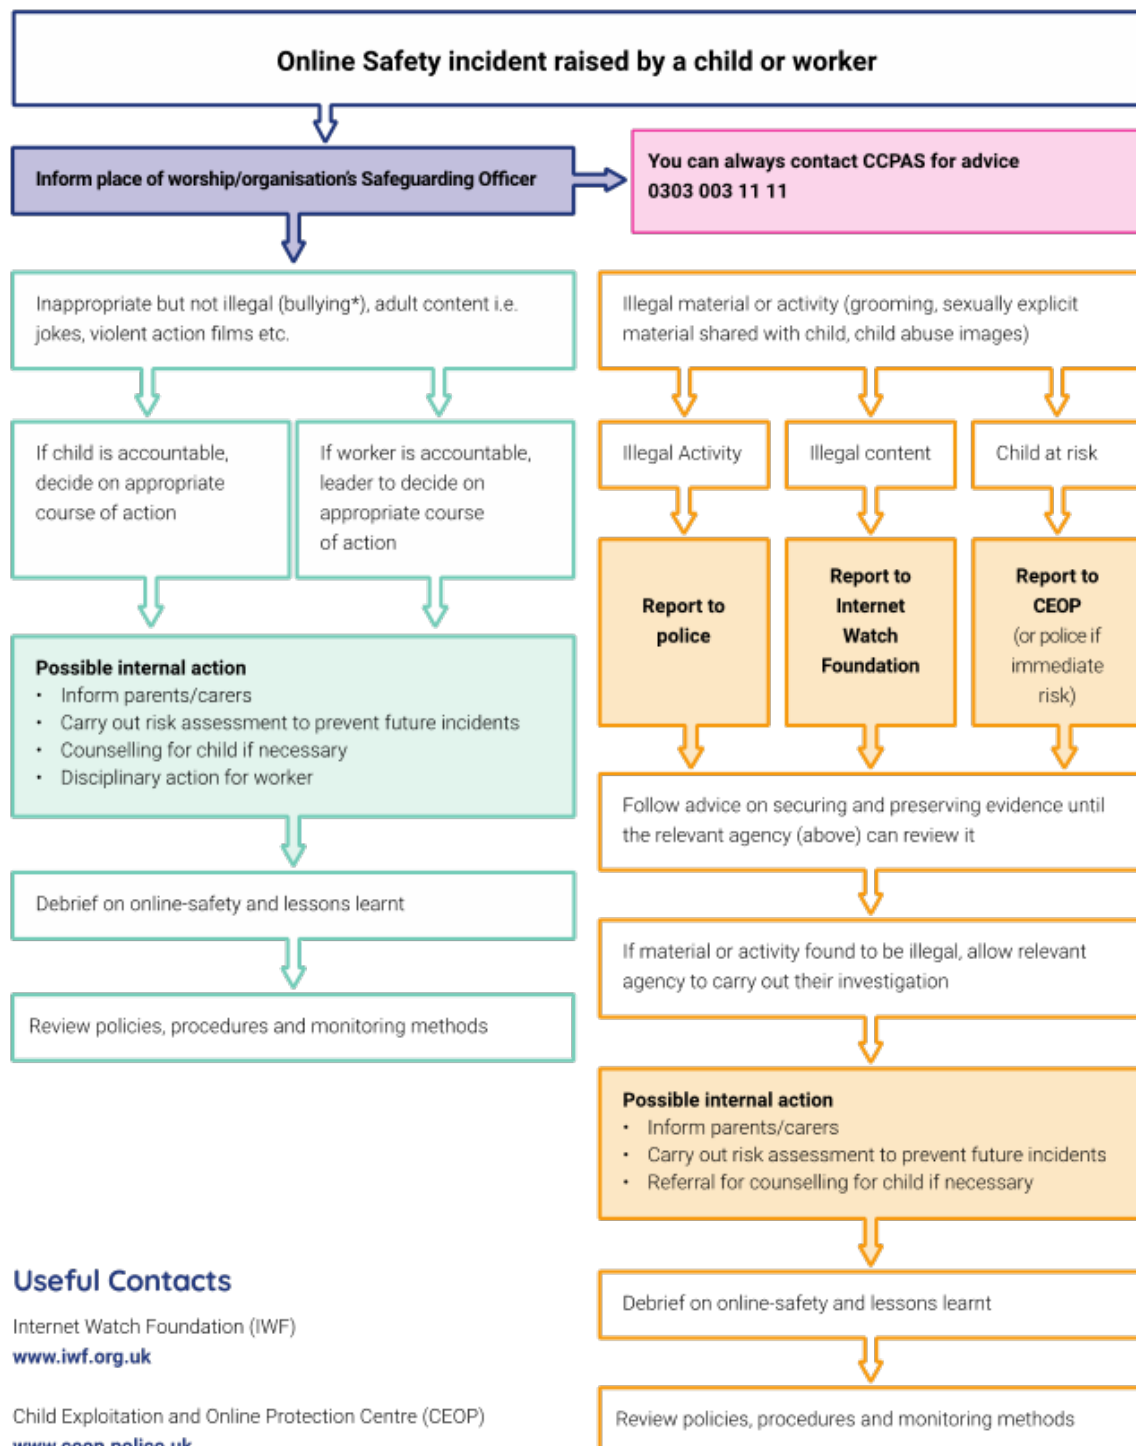 Online Safety incident raised by a child or worker
Inform place of worship/organisation's Safeguarding Officer
You can always contact CCPAS for advice
0303 003 11 11
Inappropriate but not illegal (bullying*), adult content i.e.
jokes, violent action films etc.
If child is accountable,
decide on appropriate
course of action
If worker is accountable,
leader to decide on
appropriate course
of action
Possible internal action
• Inform parents/carers
• Carry out risk assessment to prevent future incidents
• Counselling for child if necessary
• Disciplinary action for worker
Debrief on online-safety and lessons learnt
Review policies, procedures and monitoring methods
Illegal material or activity (grooming, sexually explicit
material shared with child, child abuse images)
Illegal Activity
Illegal content
Child at risk
Report to
police
Report to
Internet
Watch
Foundation
Report to
CEOP
(or police if
immediate
risk)
Follow advice on securing and preserving evidence until
the relevant agency (above) can review it
If material or activity found to be illegal, allow relevant
agency to carry out their investigation
Possible internal action
• Inform parents/carers
• Carry out risk assessment to prevent future incidents
• Referral for counselling for child if necessary
Debrief on online-safety and lessons learnt
Review policies, procedures and monitoring methods
Useful Contacts
Internet Watch Foundation (IWF)
www.iwf.org.uk
Child Exploitation and Online Protection Centre (CEOP)
www.ceop.police.uk